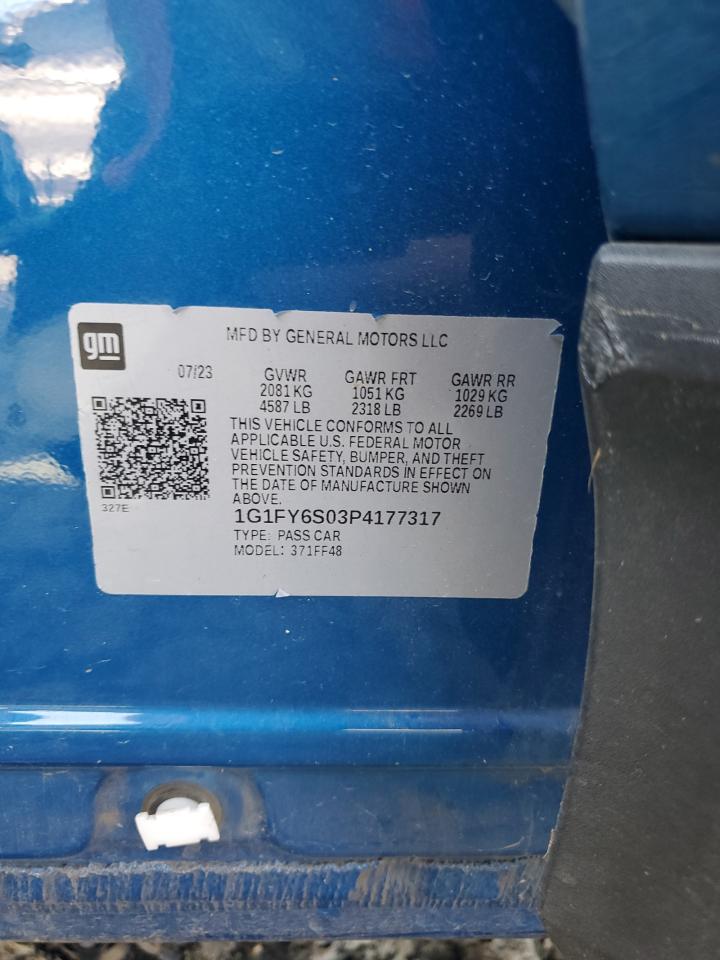 gm
MFD BY GENERAL MOTORS LLC
07/23
GVWR GAWR FRT GAWR RR
2081 KG 1051 KG 1029 KG
4587 LB 2318 LB 2269 LB
THIS VEHICLE CONFORMS TO ALL
APPLICABLE U.S. FEDERAL MOTOR
VEHICLE SAFETY, BUMPER, AND THEFT
PREVENTION STANDARDS IN EFFECT ON
THE DATE OF MANUFACTURE SHOWN
ABOVE.
327E
1G1FY6S03P4177317
TYPE: PASS CAR
MODEL: 371FF48